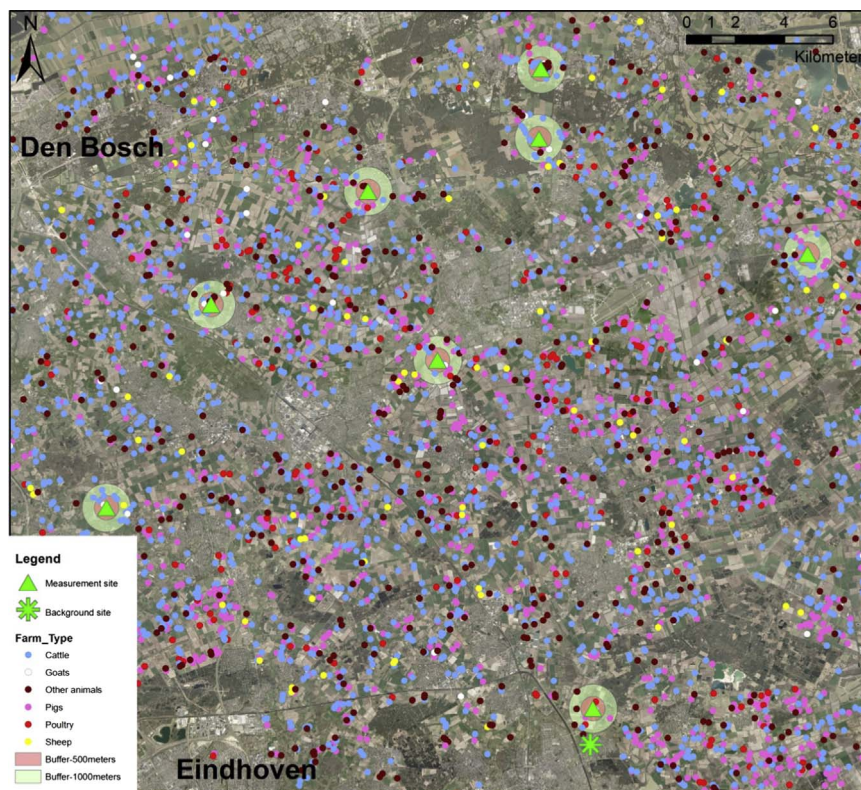 N
0 1 2 4 6
Kilometer
Den Bosch
Legend
Measurement site
Background site
Farm_Type
Cattle
Goats
Other animals
Pigs
Poultry
Sheep
Buffer-500meters
Buffer-1000meters
Eindhoven